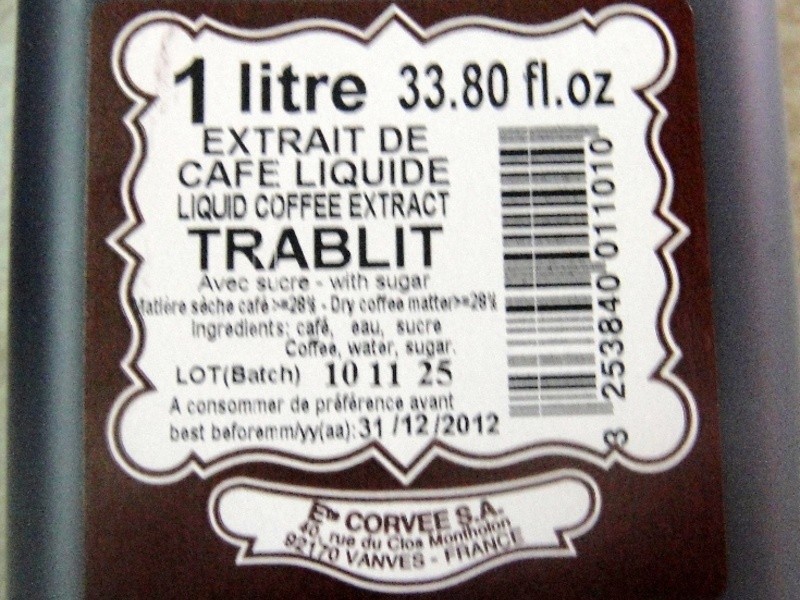 1 litre 33.80 fl.oz
EXTRAIT DE
CAFE LIQUIDE
LIQUID COFFEE EXTRACT
TRABLIT
Avec sucre - with sugar
Matière sèche café >=28% - Dry coffee matter>=28%
Ingredients: café, eau, sucre
Coffee, water, sugar.
LOT(Batch) 10 11 25
A consommer de préférence avant
best beforemm/yy(aa): 31 /12 /2012
3 253840 011010
Ets CORVEE S.A.
40, rue du Clos Montholon
92170 VANVES - FRANCE